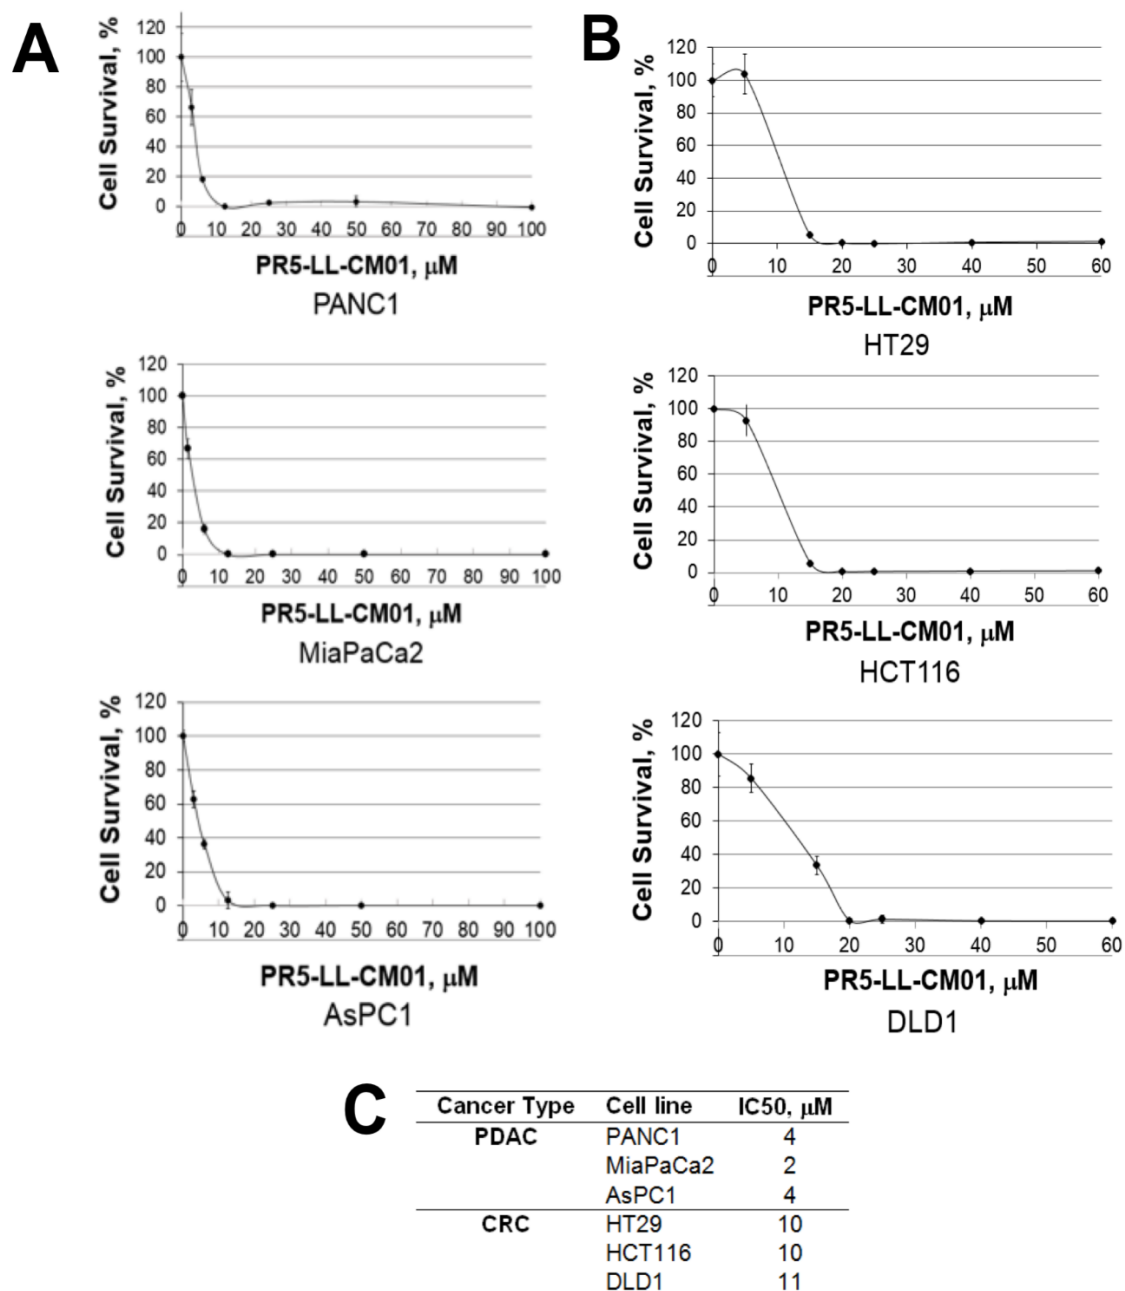 A
Cell Survival, %
120
100
80
60
40
20
0
0 10 20 30 40 50 60 70 80 90 100
PR5-LL-CM01, μM
PANC1
Cell Survival, %
120
100
80
60
40
20
0
0 10 20 30 40 50 60 70 80 90 100
PR5-LL-CM01, μM
MiaPaCa2
Cell Survival, %
120
100
80
60
40
20
0
0 10 20 30 40 50 60 70 80 90 100
PR5-LL-CM01, μM
AsPC1
B
Cell Survival, %
120
100
80
60
40
20
0
0 10 20 30 40 50 60
PR5-LL-CM01, μM
HT29
Cell Survival, %
120
100
80
60
40
20
0
0 10 20 30 40 50 60
PR5-LL-CM01, μM
HCT116
Cell Survival, %
120
100
80
60
40
20
0
0 10 20 30 40 50 60
PR5-LL-CM01, μM
DLD1
C
Cancer Type Cell line IC50, μM
PDAC PANC1 4
MiaPaCa2 2
AsPC1 4
CRC HT29 10
HCT116 10
DLD1 11